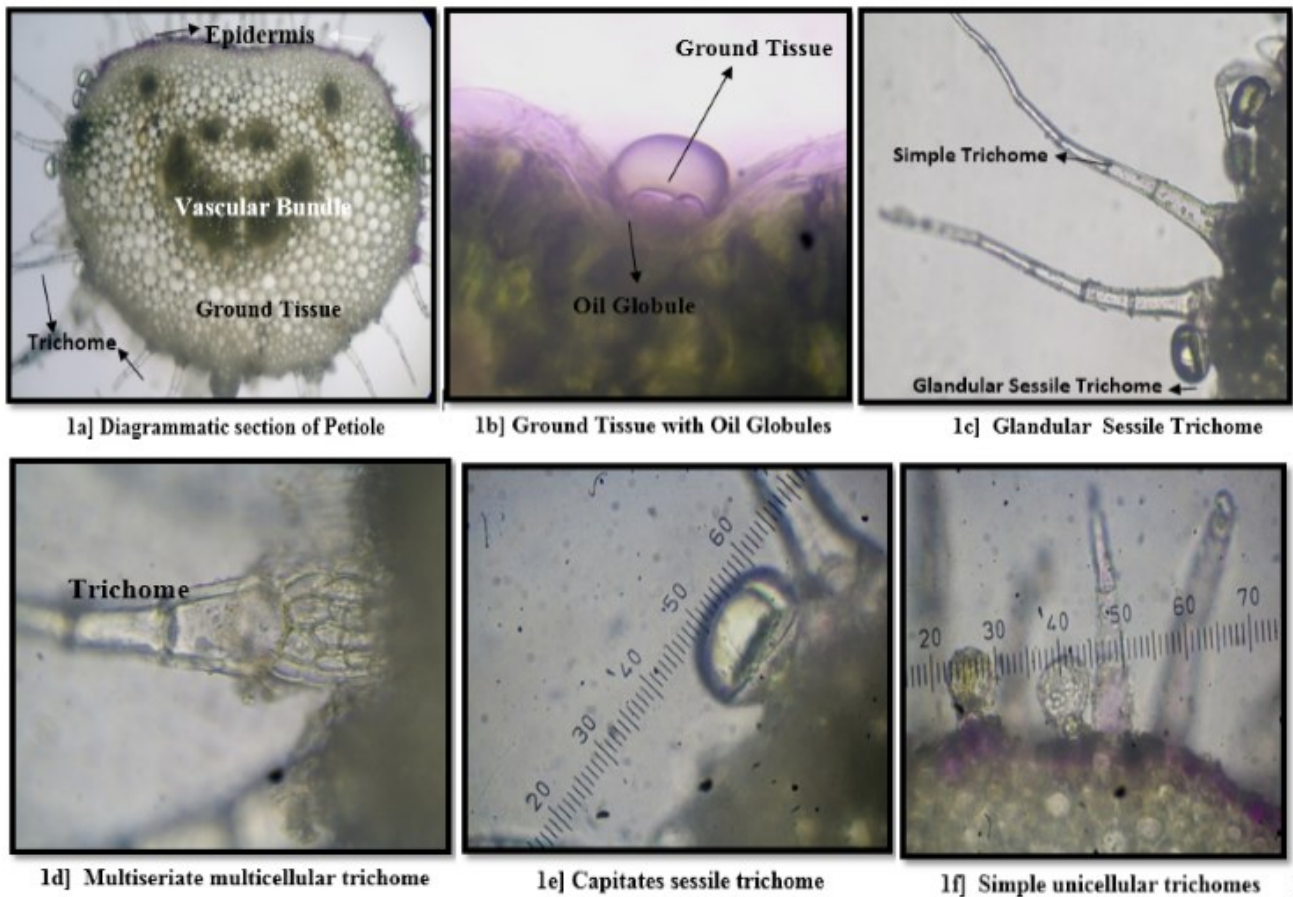 Epidermis
Vascular Bundle
Ground Tissue
Trichome
1a] Diagrammatic section of Petiole
Ground Tissue
Oil Globule
1b] Ground Tissue with Oil Globules
Simple Trichome
Glandular Sessile Trichome
1c] Glandular Sessile Trichome
Trichome
1d] Multiseriate multicellular trichome
20 30 40 50 60
1e] Capitates sessile trichome
20 30 40 50 60 70
1f] Simple unicellular trichomes